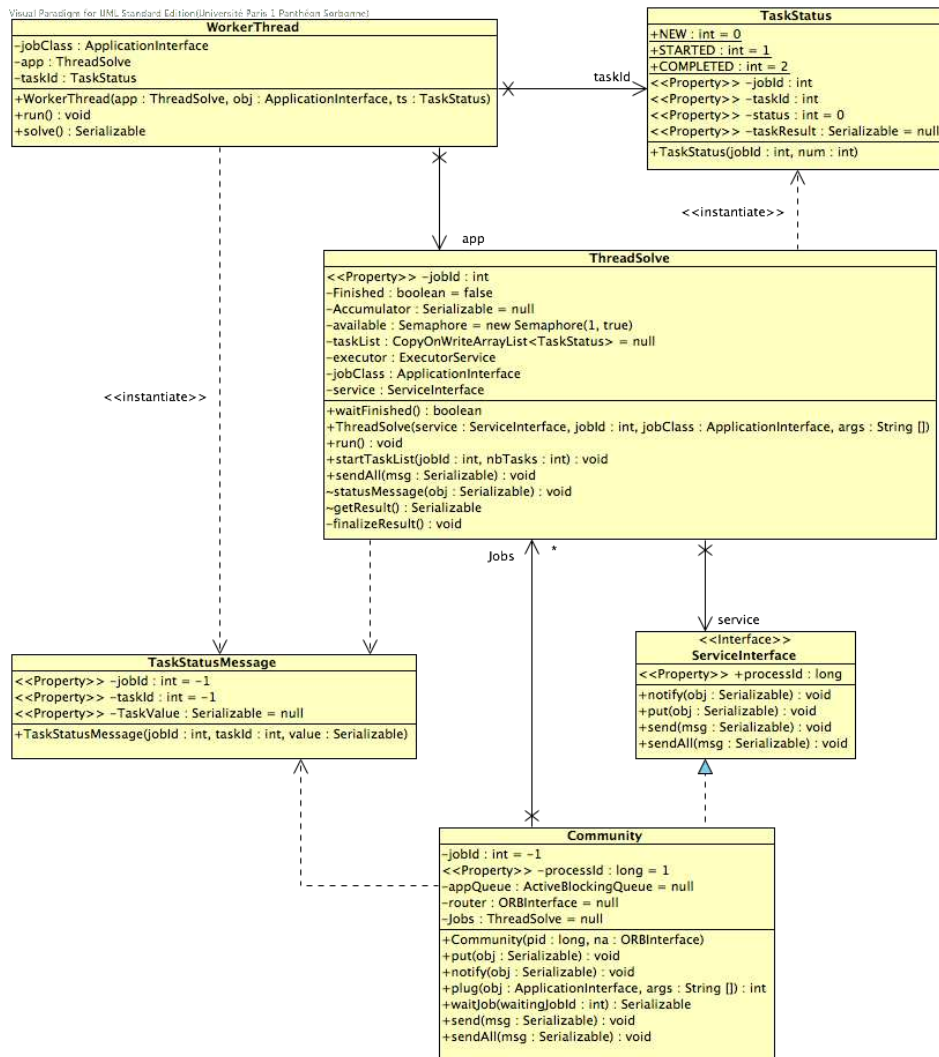 Visual Paradigm for UML Standard Edition(Université Paris 1 Panthéon Sorbonne)
WorkerThread
-jobClass : ApplicationInterface
-app : ThreadSolve
-taskId : TaskStatus
+WorkerThread(app : ThreadSolve, obj : ApplicationInterface, ts : TaskStatus)
+run() : void
+solve() : Serializable
taskId
TaskStatus
+NEW : int = 0
+STARTED : int = 1
+COMPLETED : int = 2
<<Property>> -jobId : int
<<Property>> -taskId : int
<<Property>> -status : int = 0
<<Property>> -taskResult : Serializable = null
+TaskStatus(jobId : int, num : int)
<<instantiate>>
app
ThreadSolve
<<Property>> -jobId : int
-Finished : boolean = false
-Accumulator : Serializable = null
-available : Semaphore = new Semaphore(1, true)
-taskList : CopyOnWriteArrayList<TaskStatus> = null
-executor : ExecutorService
-jobClass : ApplicationInterface
-service : ServiceInterface
+waitFinished() : boolean
+ThreadSolve(service : ServiceInterface, jobId : int, jobClass : ApplicationInterface, args : String [])
+run() : void
+startTaskList(jobId : int, nbTasks : int) : void
+sendAll(msg : Serializable) : void
~statusMessage(obj : Serializable) : void
~getResult() : Serializable
-finalizeResult() : void
<<instantiate>>
Jobs
*
service
TaskStatusMessage
<<Property>> -jobId : int = -1
<<Property>> -taskId : int = -1
<<Property>> -TaskValue : Serializable = null
+TaskStatusMessage(jobId : int, taskId : int, value : Serializable)
<<Interface>>
ServiceInterface
<<Property>> +processId : long
+notify(obj : Serializable) : void
+put(obj : Serializable) : void
+send(msg : Serializable) : void
+sendAll(msg : Serializable) : void
Community
-jobId : int = -1
<<Property>> -processId : long = 1
-appQueue : ActiveBlockingQueue = null
-router : ORBInterface = null
-Jobs : ThreadSolve = null
+Community(pid : long, na : ORBInterface)
+put(obj : Serializable) : void
+notify(obj : Serializable) : void
+plug(obj : ApplicationInterface, args : String []) : int
+waitJob(waitingJobId : int) : Serializable
+send(msg : Serializable) : void
+sendAll(msg : Serializable) : void